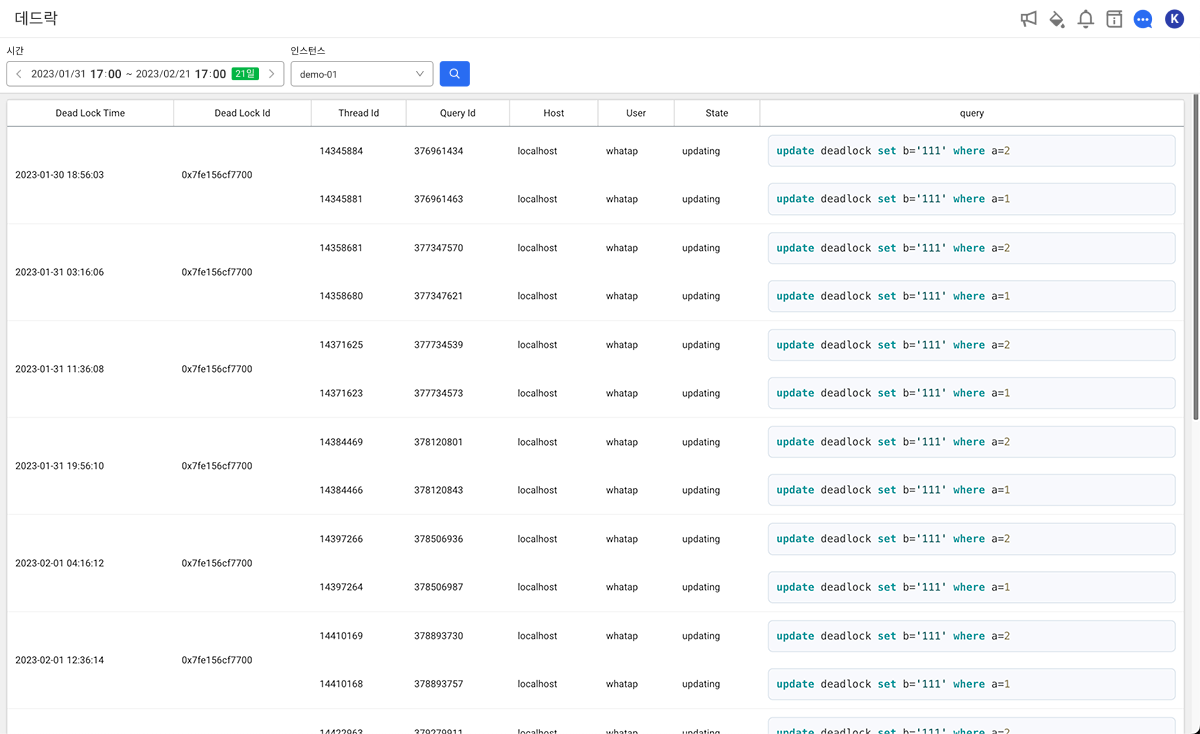 데드락
K
시간
인스턴스
2023/01/31 17:00 ~ 2023/02/21 17:00 21일
demo-01
Dead Lock Time Dead Lock Id Thread Id Query Id Host User State query
14345884 376961434 localhost whatap updating update deadlock set b='111' where a=2
2023-01-30 18:56:03 0x7fe156cf7700
14345881 376961463 localhost whatap updating update deadlock set b='111' where a=1
14358681 377347570 localhost whatap updating update deadlock set b='111' where a=2
2023-01-31 03:16:06 0x7fe156cf7700
14358680 377347621 localhost whatap updating update deadlock set b='111' where a=1
14371625 377734539 localhost whatap updating update deadlock set b='111' where a=2
2023-01-31 11:36:08 0x7fe156cf7700
14371623 377734573 localhost whatap updating update deadlock set b='111' where a=1
14384469 378120801 localhost whatap updating update deadlock set b='111' where a=2
2023-01-31 19:56:10 0x7fe156cf7700
14384466 378120843 localhost whatap updating update deadlock set b='111' where a=1
14397266 378506936 localhost whatap updating update deadlock set b='111' where a=2
2023-02-01 04:16:12 0x7fe156cf7700
14397264 378506987 localhost whatap updating update deadlock set b='111' where a=1
14410169 378893730 localhost whatap updating update deadlock set b='111' where a=2
2023-02-01 12:36:14 0x7fe156cf7700
14410168 378893757 localhost whatap updating update deadlock set b='111' where a=1
14422963 379279911 localhost whatap updating update deadlock set b='111' where a=2